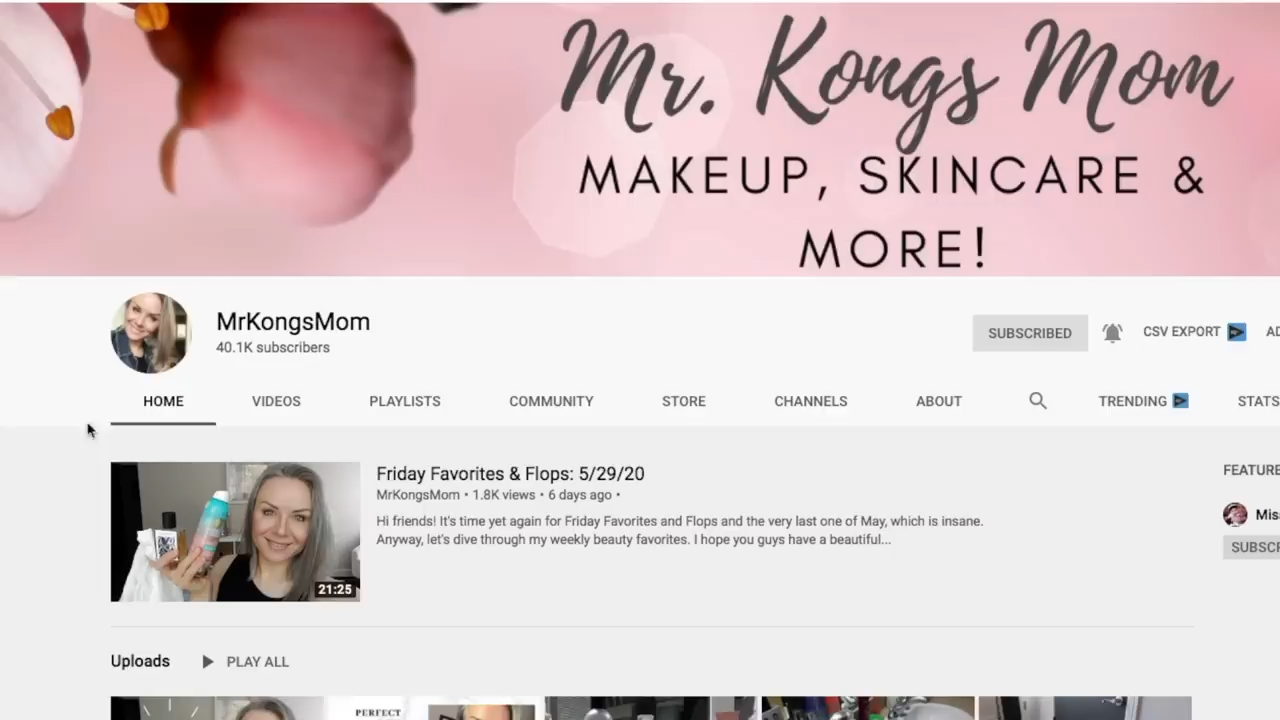 Mr. Kongs Mom
MAKEUP, SKINCARE &
MORE!
MrKongsMom
40.1K subscribers
SUBSCRIBED
CSV EXPORT
HOME
VIDEOS
PLAYLISTS
COMMUNITY
STORE
CHANNELS
ABOUT
TRENDING
STATS
Friday Favorites & Flops: 5/29/20
MrKongsMom • 1.8K views • 6 days ago •
Hi friends! It's time yet again for Friday Favorites and Flops and the very last one of May, which is insane.
Anyway, let's dive through my weekly beauty favorites. I hope you guys have a beautiful...
21:25
Uploads
PLAY ALL
PERFECT